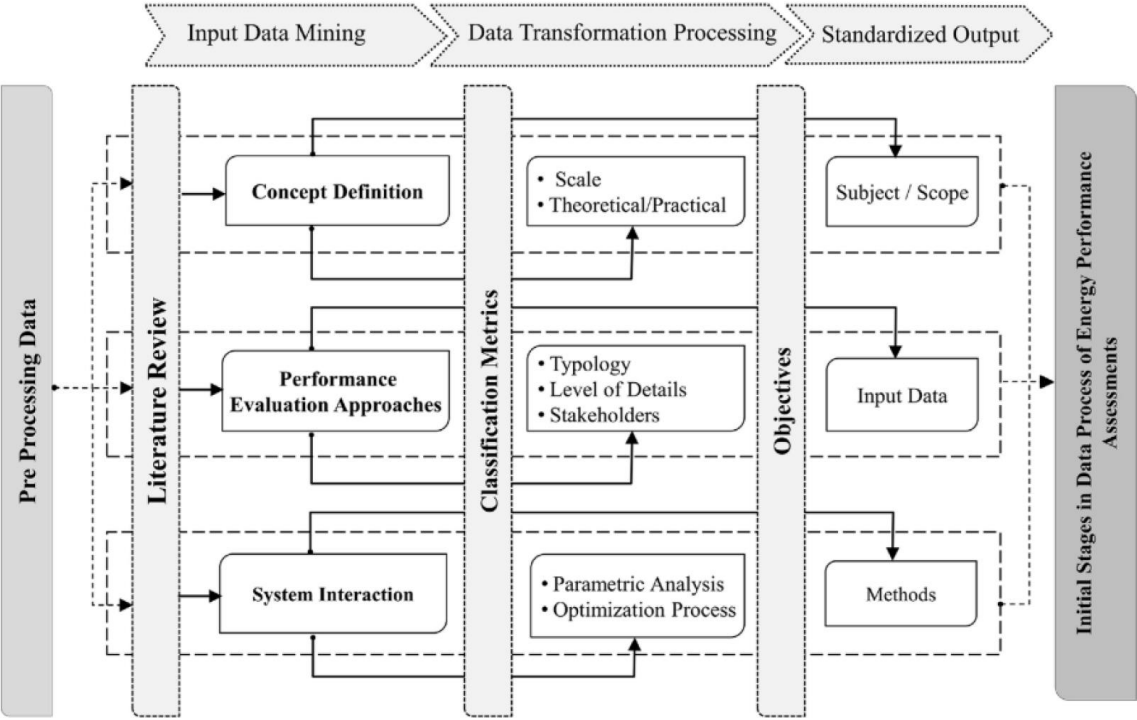 Input Data Mining
Data Transformation Processing
Standardized Output
Pre Processing Data
Literature Review
Classification Metrics
Objectives
Initial Stages in Data Process of Energy Performance
Assessments
Concept Definition
• Scale
• Theoretical/Practical
Subject / Scope
Performance
Evaluation Approaches
• Typology
• Level of Details
• Stakeholders
Input Data
System Interaction
• Parametric Analysis
• Optimization Process
Methods